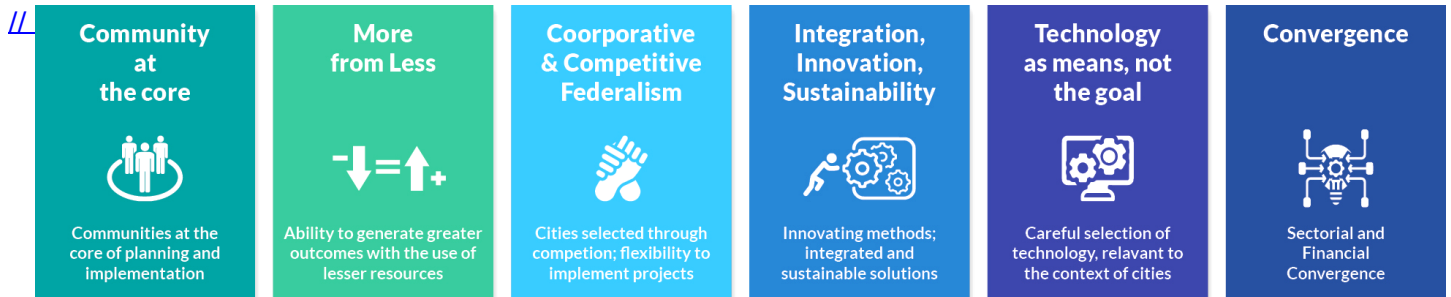 //
Community
at
the core
Communities at the
core of planning and
implementation
More
from Less
Ability to generate greater
outcomes with the use of
lesser resources
Coorporative
& Competitive
Federalism
Cities selected through
competion; flexibility to
implement projects
Integration,
Innovation,
Sustainability
Innovating methods;
integrated and
sustainable solutions
Technology
as means, not
the goal
Careful selection of
technology, relavant to
the context of cities
Convergence
Sectorial and
Financial
Convergence